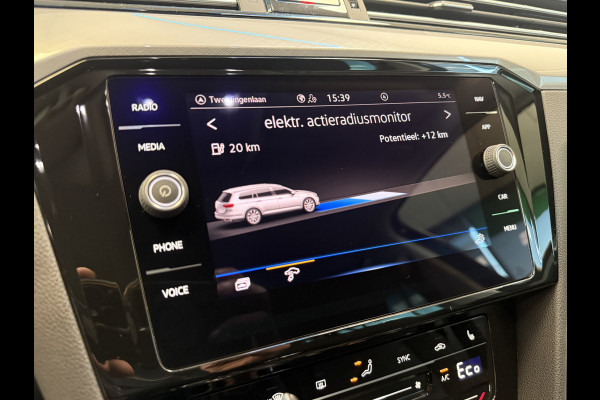 RADIO
MEDIA
PHONE
VOICE
Tweelingenlaan
15:39
5.5°C
elektr. actieradiusmonitor
20 km
Potentieel: +12 km
NAV
APP
CAR
MENU
SYNC
A/C
Eco